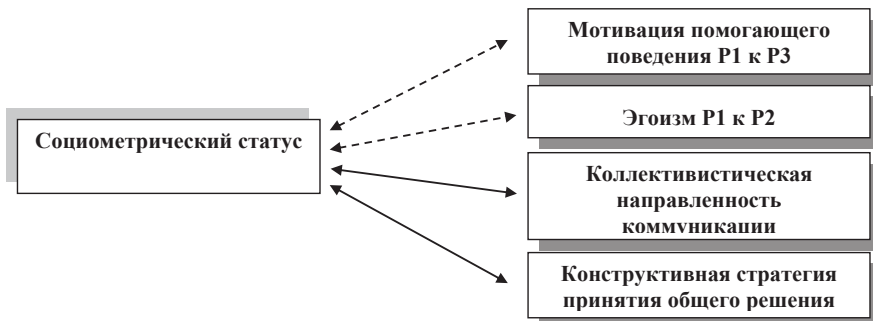 Мотивация помогающего
поведения Р1 к Р3
Эгоизм Р1 к Р2
Социометрический статус
Коллективистическая
направленность
коммуникации
Конструктивная стратегия
принятия общего решения